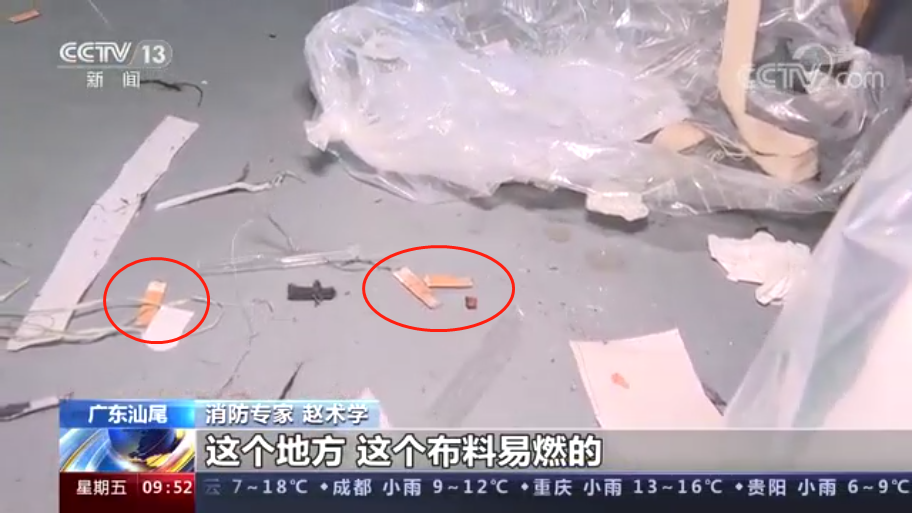 CCTV 13
新闻
CCTV.com
广东汕尾
消防专家 赵术学
这个地方 这个布料易燃的
星期五 09:52
云 7~18℃ ◆成都 小雨 9~12℃ ◆重庆 小雨 13~16℃ ◆贵阳 小雨 6~9℃